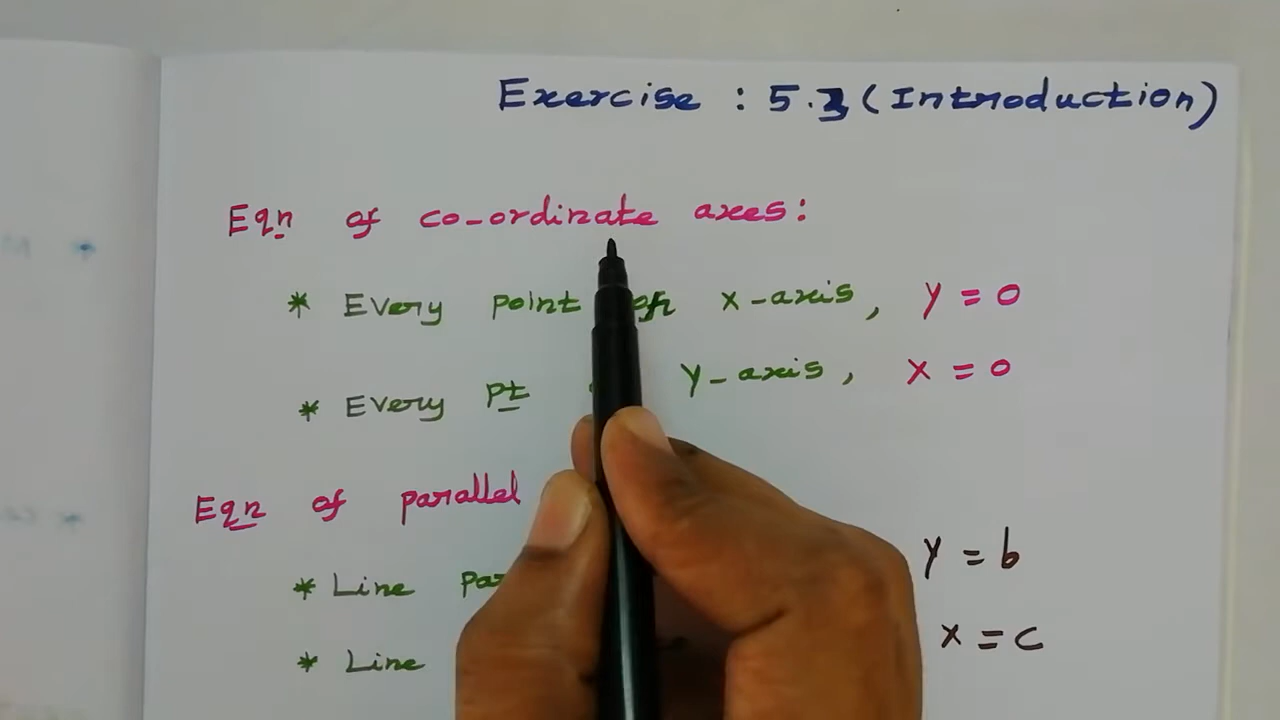 Exercise : 5.3 (Introduction)
Eqn of co-ordinate axes:
* Every point on x-axis, y = 0
* Every pt y-axis, x = 0
Eqn of parallel
* Line y = b
* Line x = c